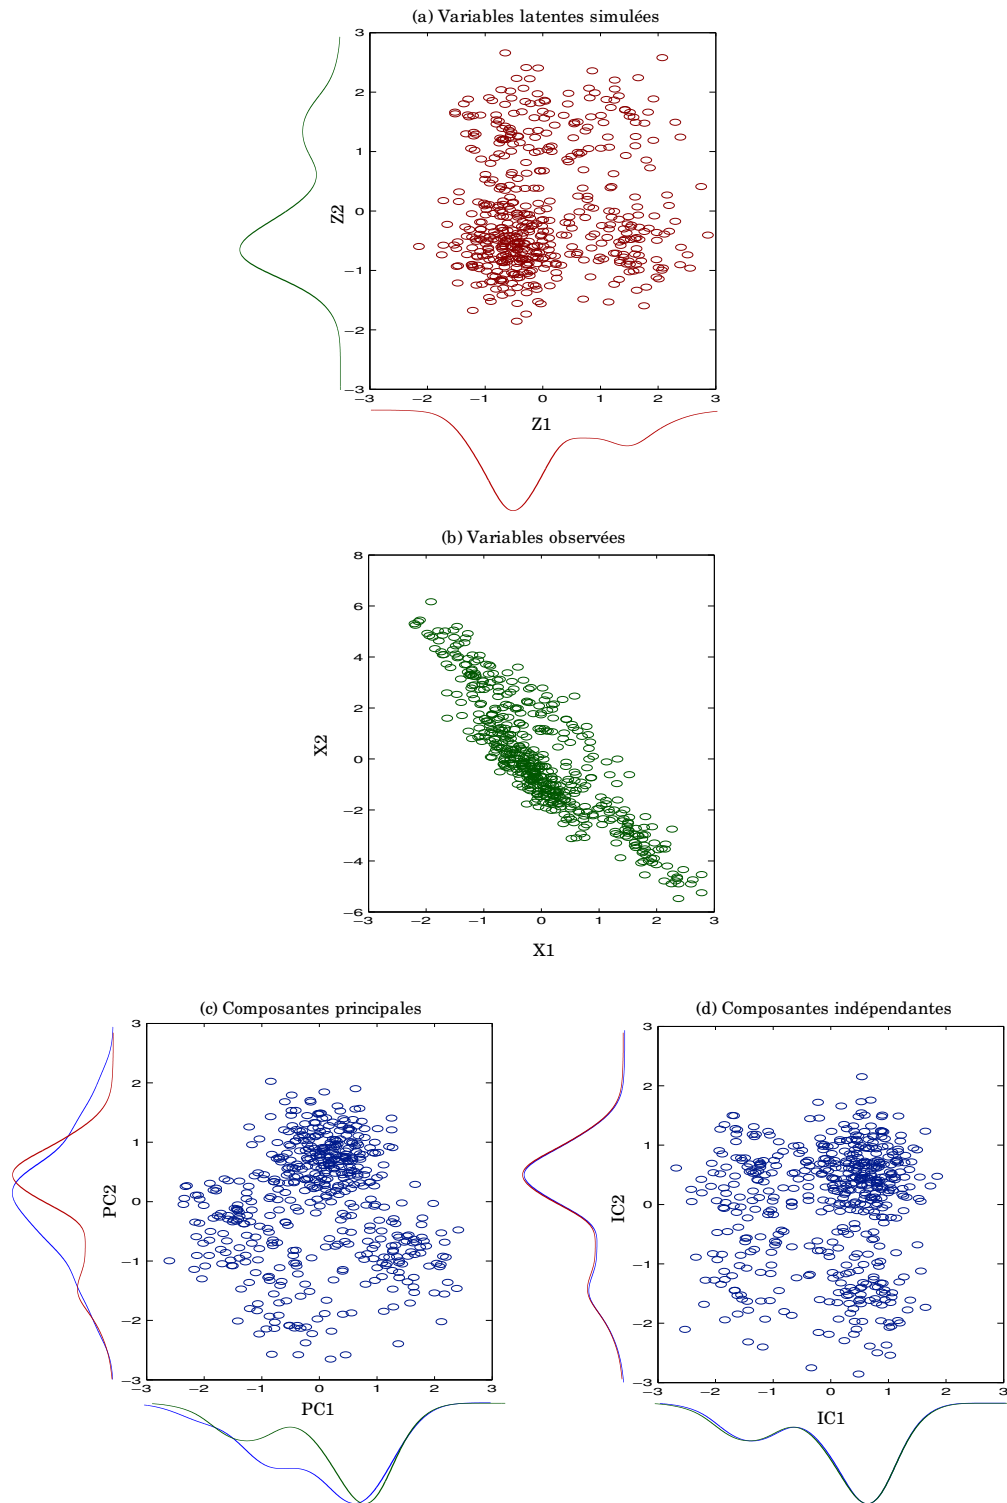 (a) Variables latentes simulées
3
2
1
0
−1
−2
−3
Z2
−3 −2 −1 0 1 2 3
Z1
(b) Variables observées
8
6
4
2
0
−2
−4
−6
X2
−3 −2 −1 0 1 2 3
X1
(c) Composantes principales
3
2
1
0
−1
−2
−3
PC2
−3 −2 −1 0 1 2 3
PC1
(d) Composantes indépendantes
3
2
1
0
−1
−2
−3
IC2
−3 −2 −1 0 1 2 3
IC1